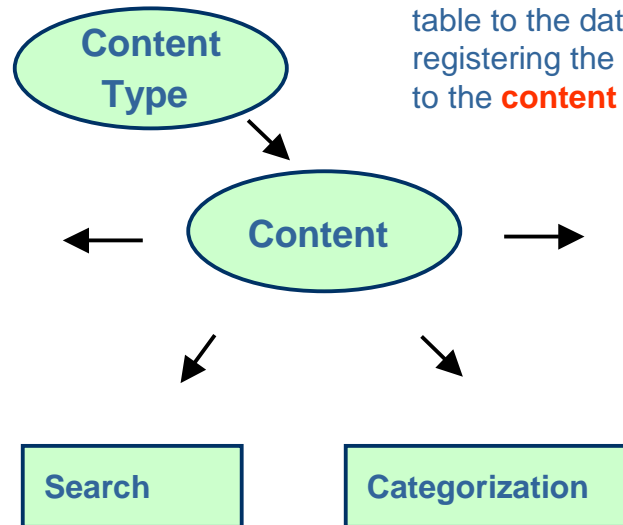 Content
Type
table to the dat
registering the
to the content
Content
Search
Categorization